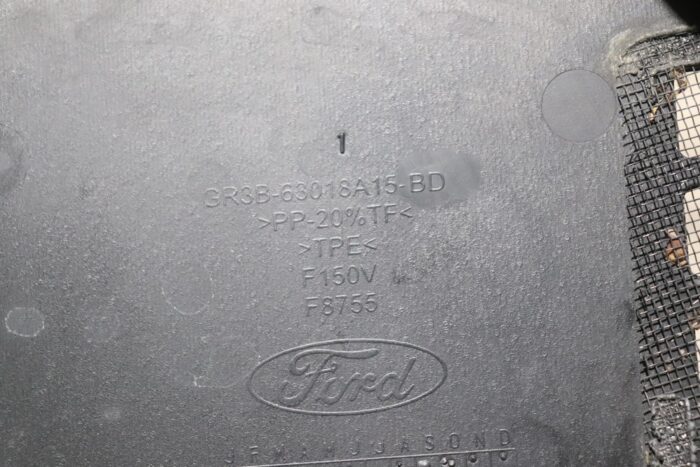 1
GR3B-63018A15-BD
>PP-20%TF<
>TPE<
F150V
F8755
Ford
J F M A M J J A S O N D